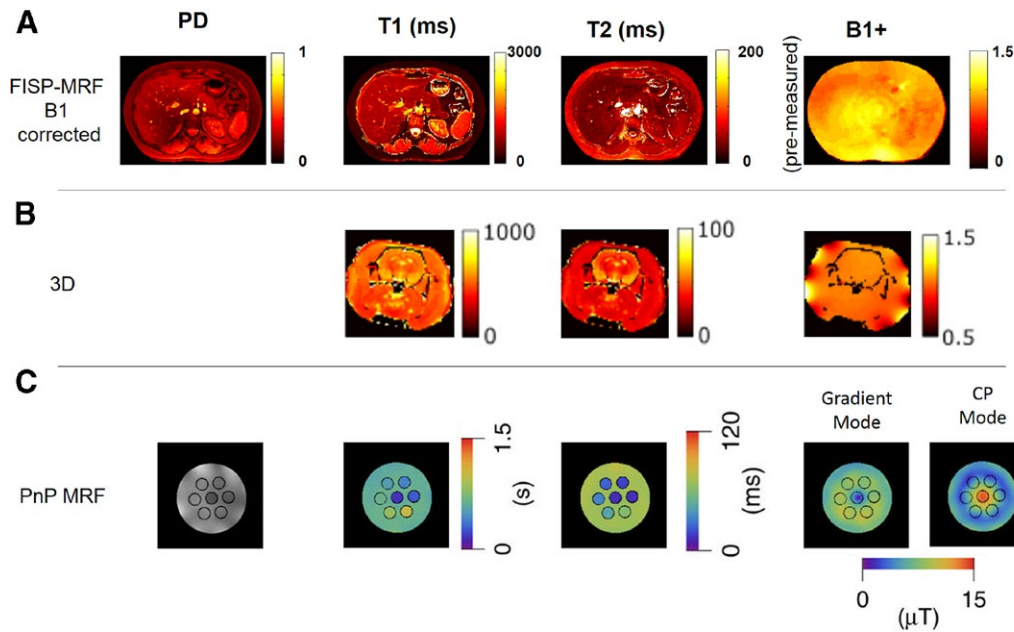 A
PD
T1 (ms)
T2 (ms)
B1+
FISP-MRF
B1
corrected
1
0
3000
0
200
0
(pre-measured)
1.5
0
B
3D
1000
0
100
0
1.5
0.5
C
Gradient
Mode
CP
Mode
PnP MRF
1.5
(s)
0
120
(ms)
0
0
15
(μT)